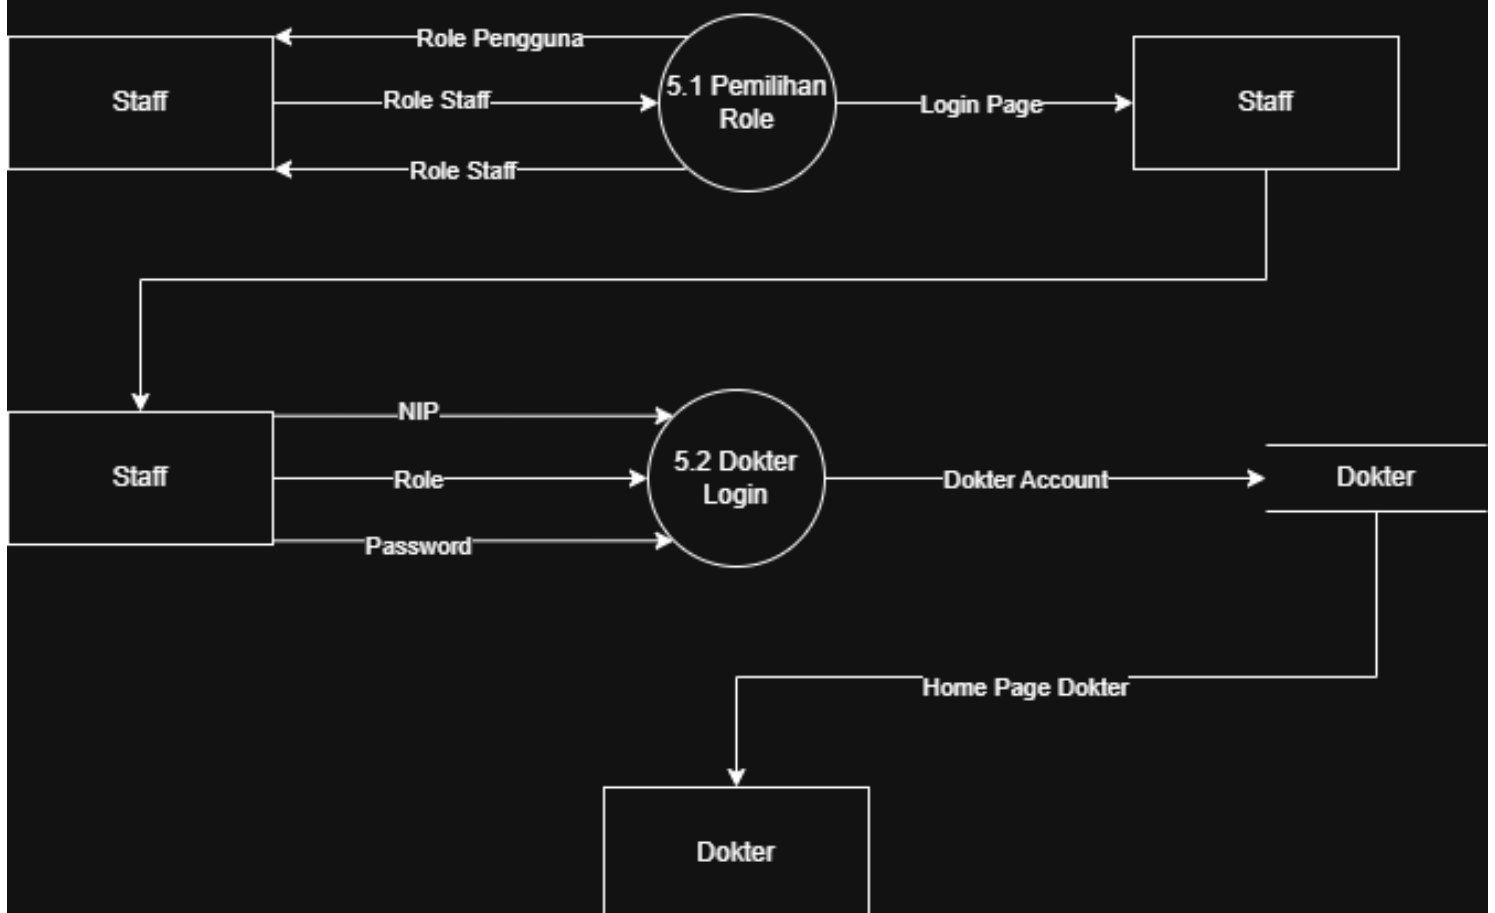 Role Pengguna
Staff
Role Staff
5.1 Pemilihan
Role
Login Page
Staff
Role Staff
NIP
Staff
Role
5.2 Dokter
Login
Dokter Account
Dokter
Password
Home Page Dokter
Dokter